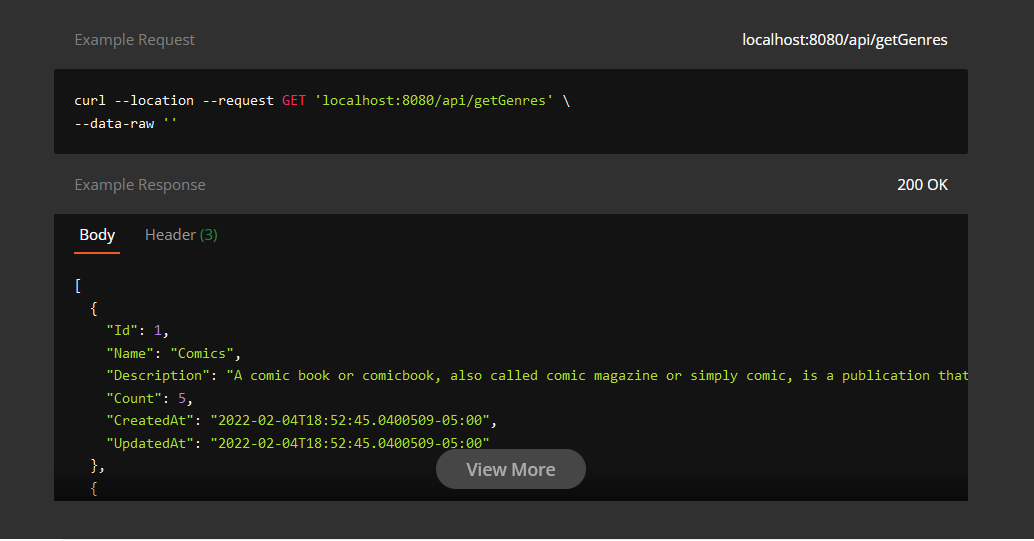 Example Request localhost:8080/api/getGenres
curl --location --request GET 'localhost:8080/api/getGenres' \
--data-raw ''
Example Response 200 OK
Body Header (3)
[
{
"Id": 1,
"Name": "Comics",
"Description": "A comic book or comicbook, also called comic magazine or simply comic, is a publication that
"Count": 5,
"CreatedAt": "2022-02-04T18:52:45.0400509-05:00",
"UpdatedAt": "2022-02-04T18:52:45.0400509-05:00"
},
View More
{